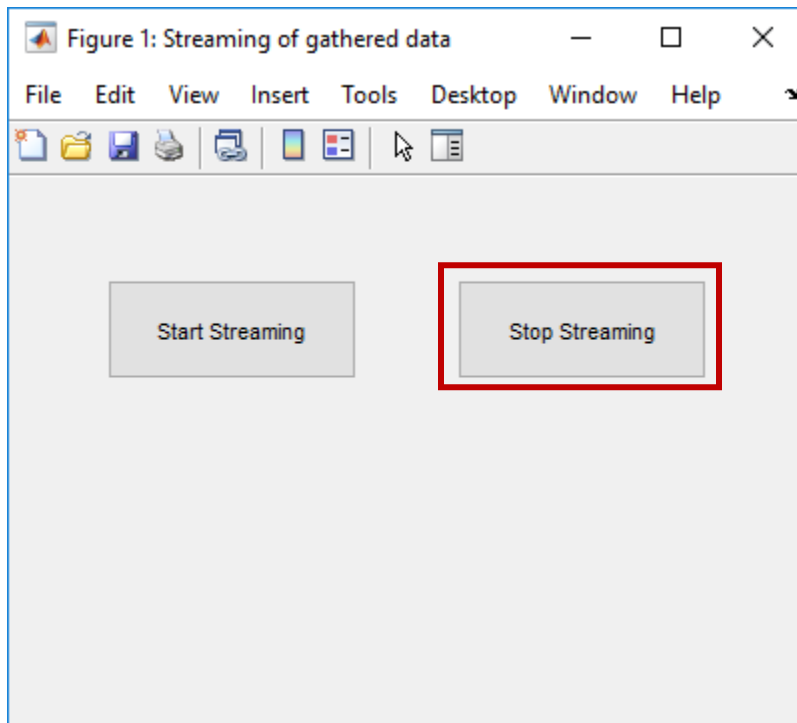 Figure 1: Streaming of gathered data
File Edit View Insert Tools Desktop Window Help
Start Streaming
Stop Streaming